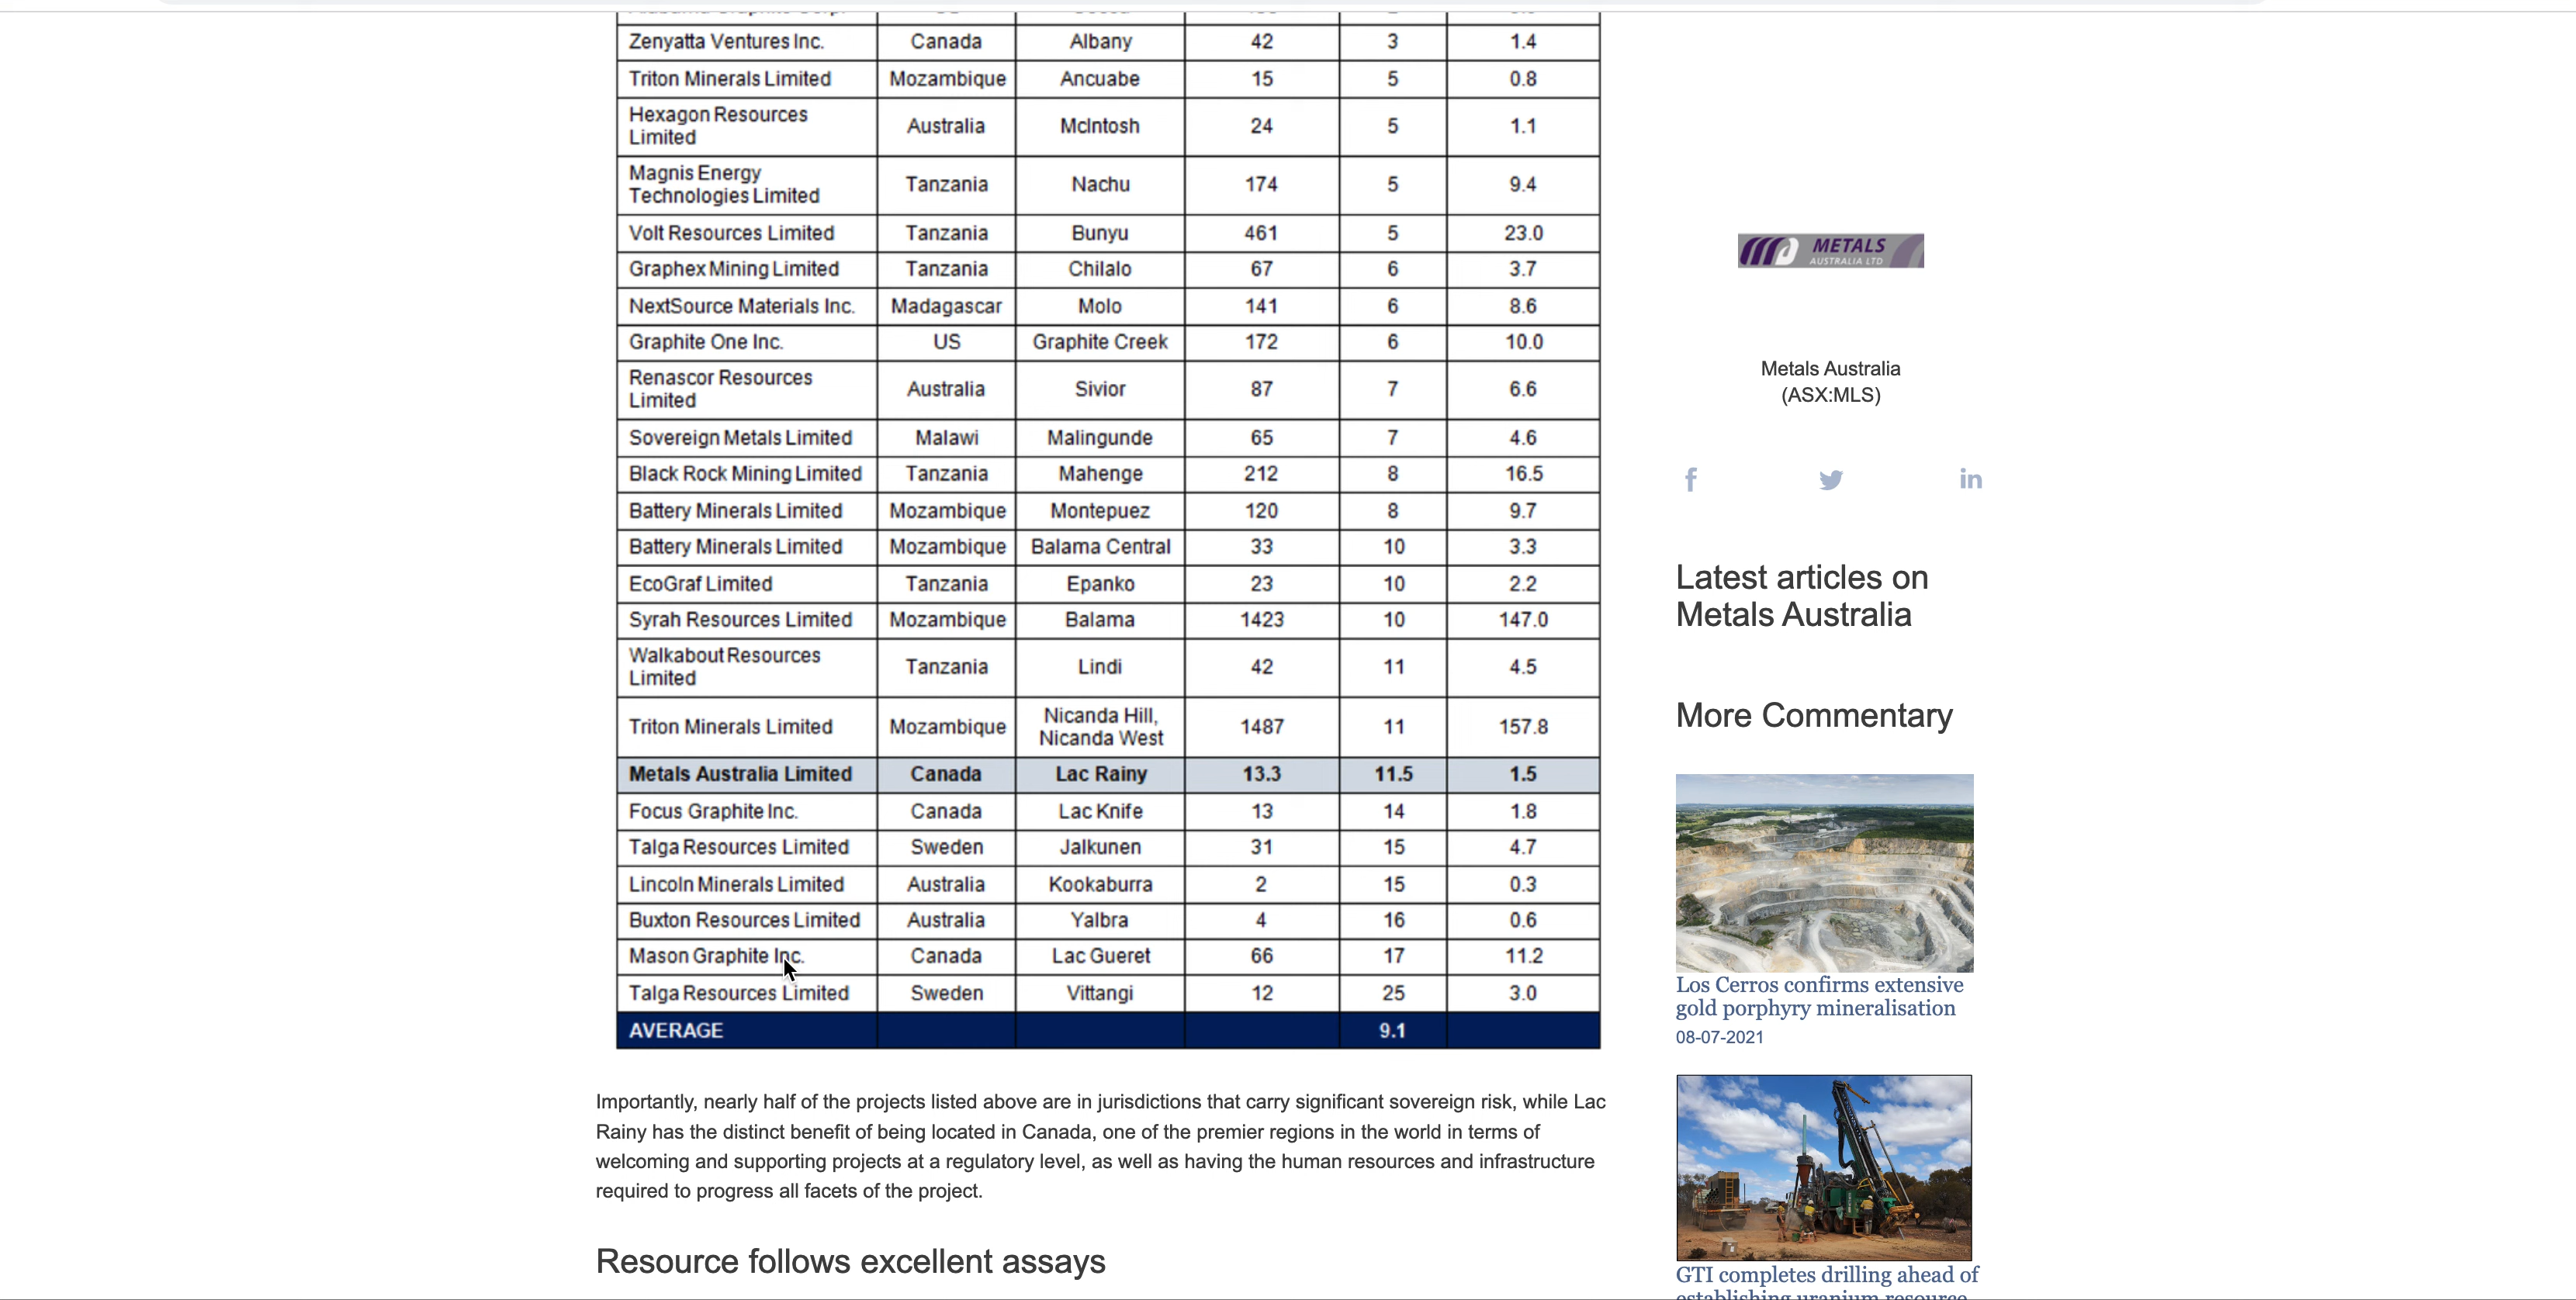 Zenyatta Ventures Inc. Canada Albany 42 3 1.4
Triton Minerals Limited Mozambique Ancuabe 15 5 0.8
Hexagon Resources
Limited Australia McIntosh 24 5 1.1
Magnis Energy
Technologies Limited Tanzania Nachu 174 5 9.4
Volt Resources Limited Tanzania Bunyu 461 5 23.0
Graphex Mining Limited Tanzania Chilalo 67 6 3.7
NextSource Materials Inc. Madagascar Molo 141 6 8.6
Graphite One Inc. US Graphite Creek 172 6 10.0
Renascor Resources
Limited Australia Sivior 87 7 6.6
Sovereign Metals Limited Malawi Malingunde 65 7 4.6
Black Rock Mining Limited Tanzania Mahenge 212 8 16.5
Battery Minerals Limited Mozambique Montepuez 120 8 9.7
Battery Minerals Limited Mozambique Balama Central 33 10 3.3
EcoGraf Limited Tanzania Epanko 23 10 2.2
Syrah Resources Limited Mozambique Balama 1423 10 147.0
Walkabout Resources
Limited Tanzania Lindi 42 11 4.5
Triton Minerals Limited Mozambique Nicanda Hill,
Nicanda West 1487 11 157.8
Metals Australia Limited Canada Lac Rainy 13.3 11.5 1.5
Focus Graphite Inc. Canada Lac Knife 13 14 1.8
Talga Resources Limited Sweden Jalkunen 31 15 4.7
Lincoln Minerals Limited Australia Kookaburra 2 15 0.3
Buxton Resources Limited Australia Yalbra 4 16 0.6
Mason Graphite Inc. Canada Lac Gueret 66 17 11.2
Talga Resources Limited Sweden Vittangi 12 25 3.0
AVERAGE 9.1
Importantly, nearly half of the projects listed above are in jurisdictions that carry significant sovereign risk, while Lac
Rainy has the distinct benefit of being located in Canada, one of the premier regions in the world in terms of
welcoming and supporting projects at a regulatory level, as well as having the human resources and infrastructure
required to progress all facets of the project.
Resource follows excellent assays
METALS
AUSTRALIA LTD
Metals Australia
(ASX:MLS)
Latest articles on
Metals Australia
More Commentary
Los Cerros confirms extensive
gold porphyry mineralisation
08-07-2021
GTI completes drilling ahead of
establishing uranium resource